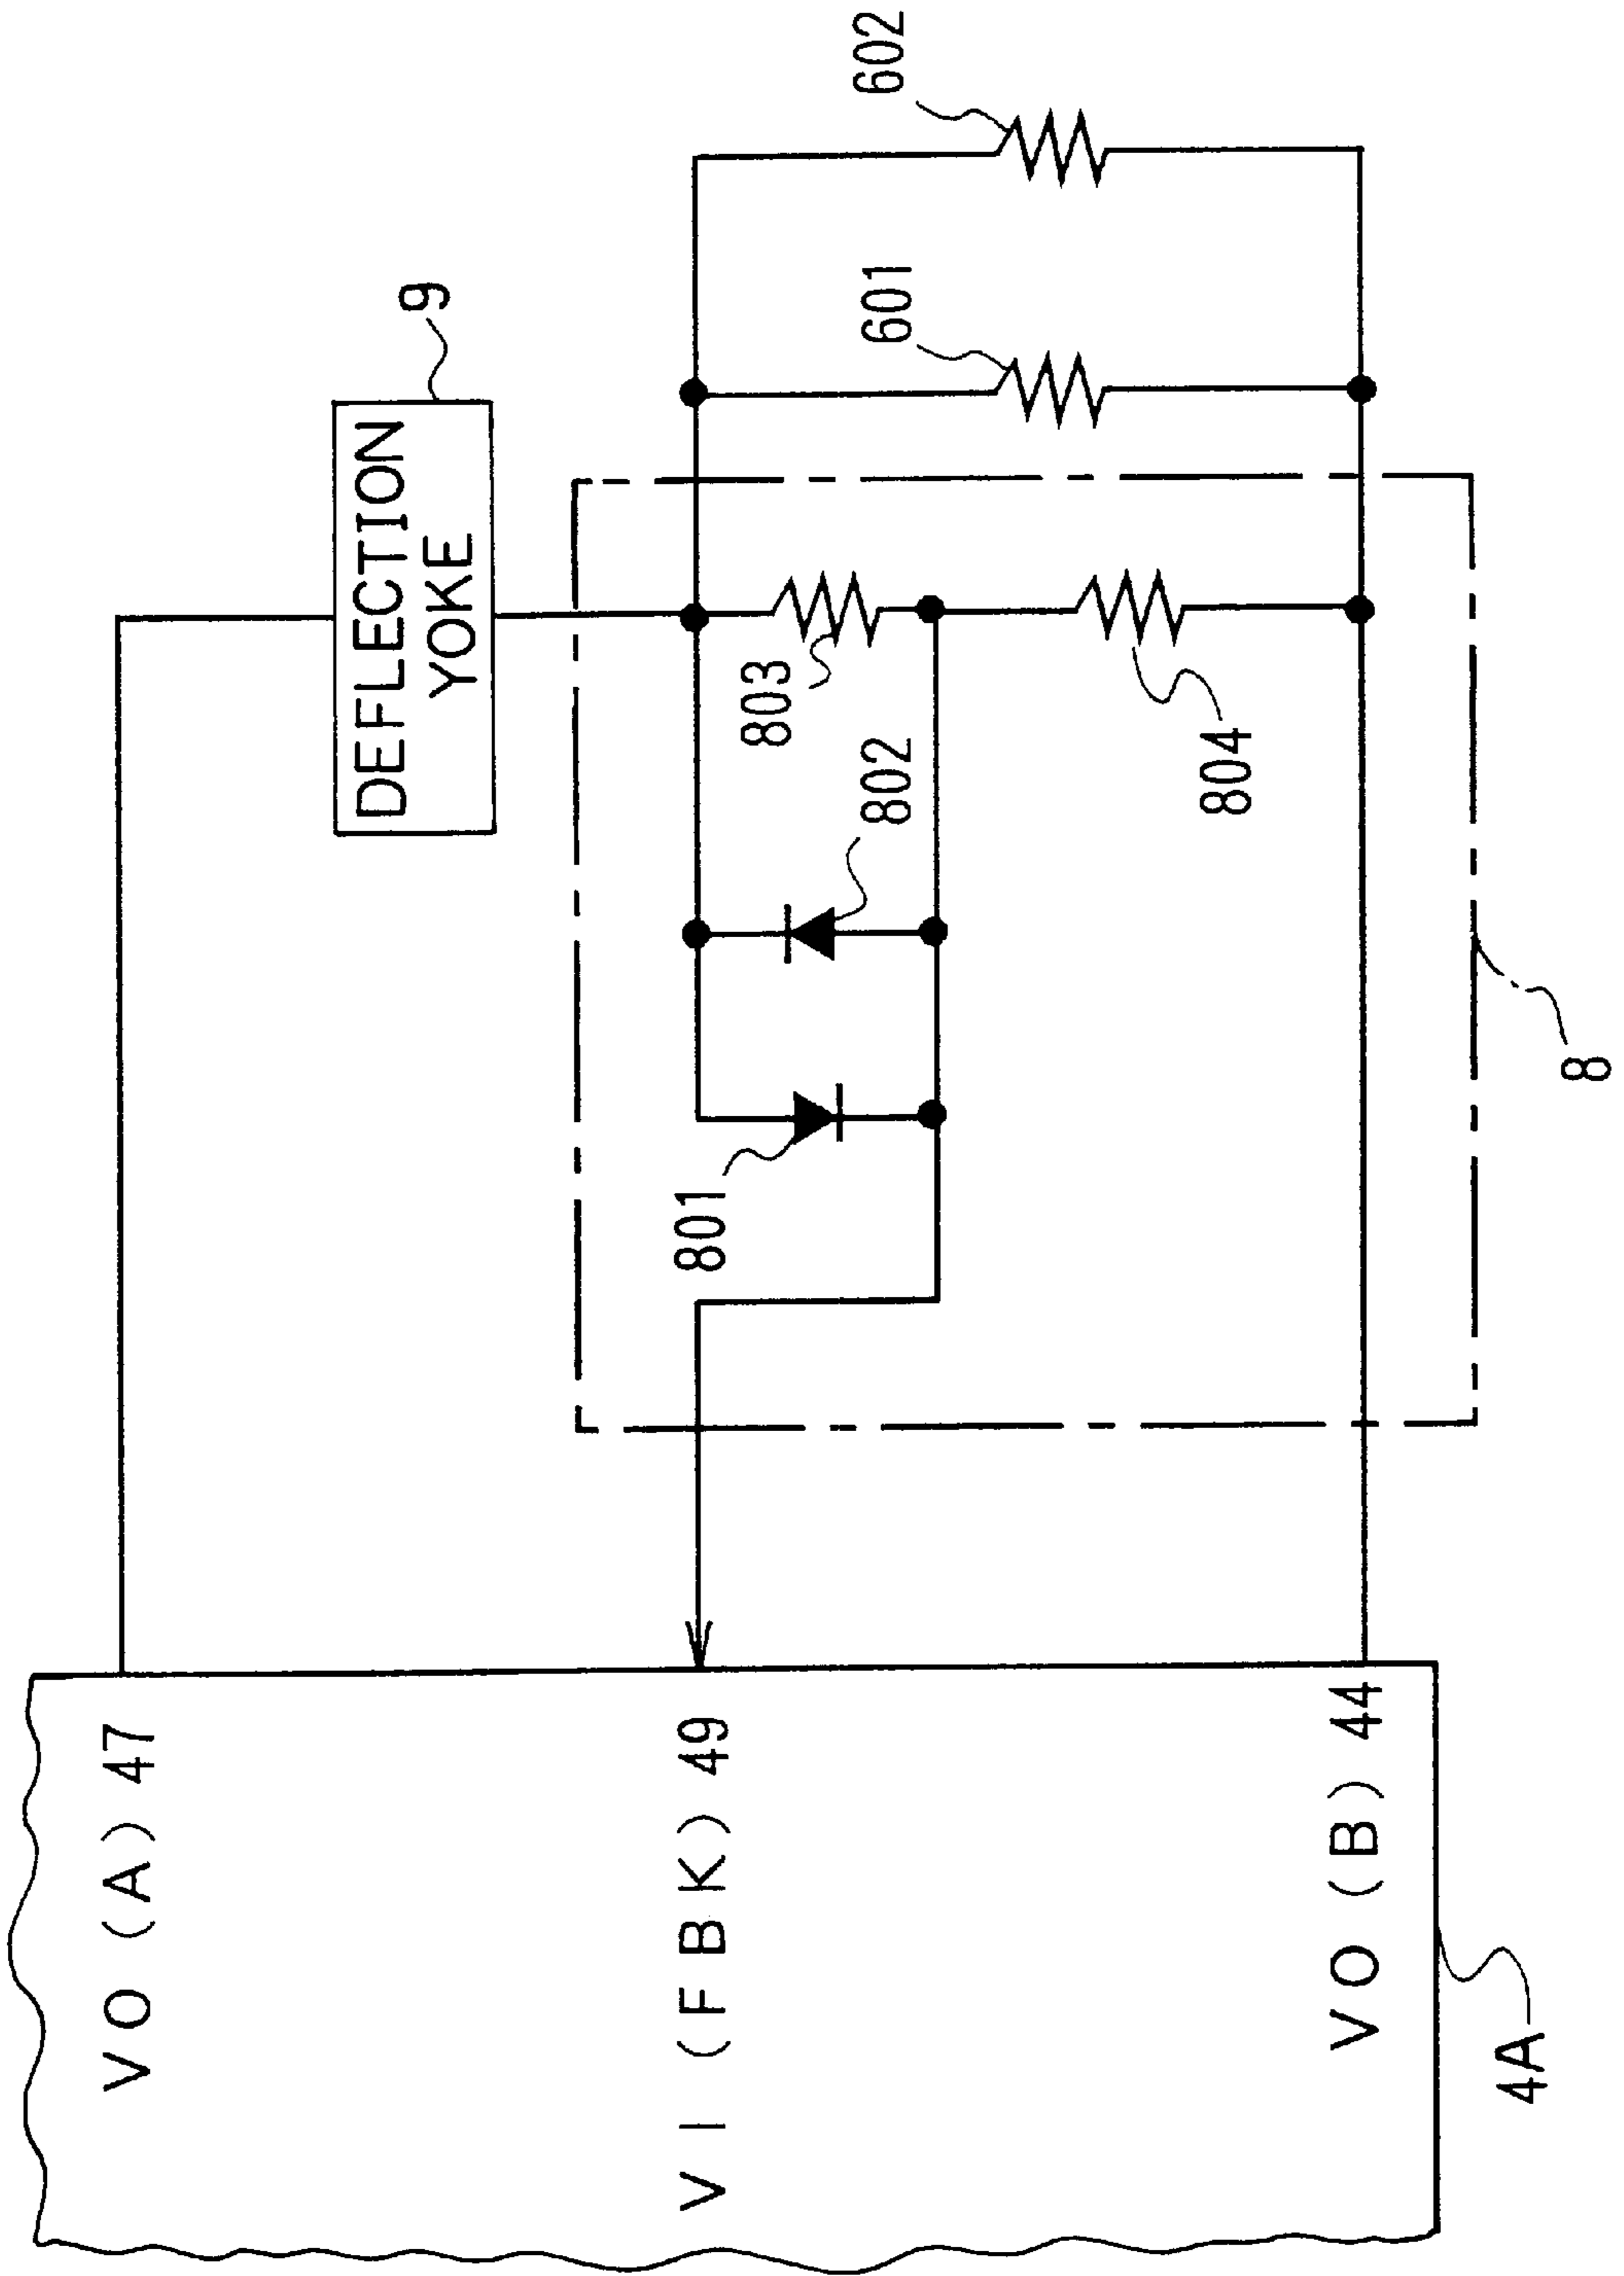 VO (A) 47
VI (FBK) 49
VO (B) 44
4A
DEFLECTION
YOKE
9
801
802
803
804
8
601
602